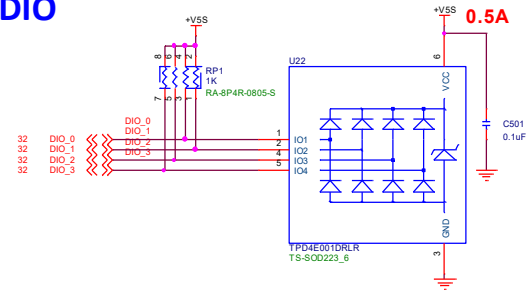 DIO
+V5S
+V5S
0.5A
8
6
4
2
RP1
1K
RA-8P4R-0805-S
7
5
3
1
U22
6
VCC
C501
0.1uF
DIO_0
DIO_1
DIO_2
DIO_3
32 DIO_0
32 DIO_1
32 DIO_2
32 DIO_3
1 IO1
2 IO2
4 IO3
5 IO4
GND
3
TPD4E001DRLR
TS-SOD223_6